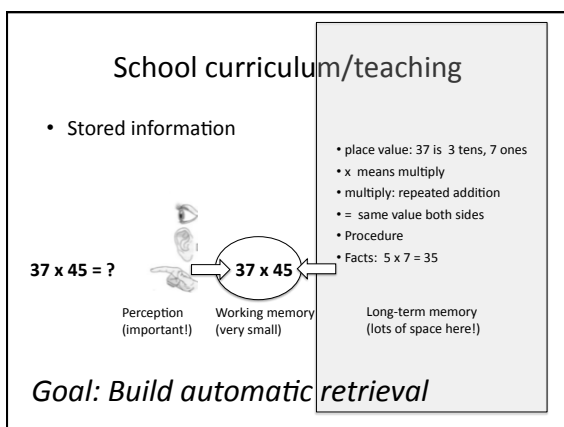 School curriculum/teaching
• Stored information
• place value: 37 is 3 tens, 7 ones
• x means multiply
• multiply: repeated addition
• = same value both sides
• Procedure
• Facts: 5 x 7 = 35
37 x 45 = ?
37 x 45
Perception
(important!)
Working memory
(very small)
Long-term memory
(lots of space here!)
Goal: Build automatic retrieval